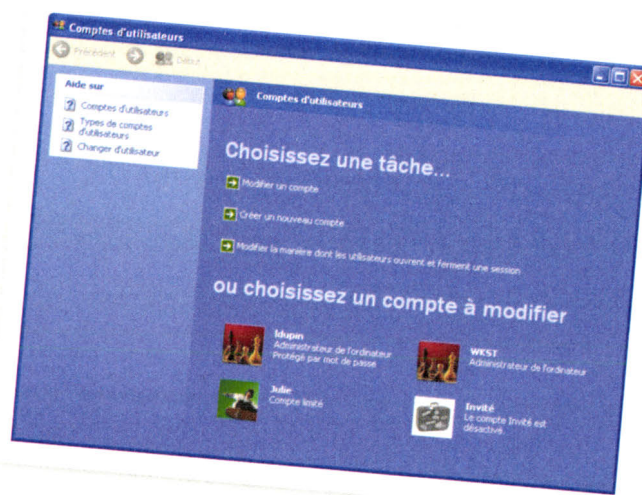 Comptes d'utilisateurs
Précédent
Début
Aide sur
Comptes d'utilisateurs
Types de comptes
d'utilisateurs
Changer d'utilisateur
Comptes d'utilisateurs
Choisissez une tâche...
Modifier un compte
Créer un nouveau compte
Modifier la manière dont les utilisateurs ouvrent et ferment une session
ou choisissez un compte à modifier
ldupin
Administrateur de l'ordinateur
Protégé par mot de passe
WKST
Administrateur de l'ordinateur
Julie
Compte limité
Invité
Le compte Invité est
désactivé.